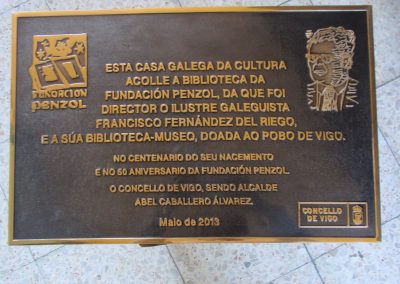 FUNDACION
PENZOL
ESTA CASA GALEGA DA CULTURA
ACOLLE A BIBLIOTECA DA
FUNDACIÓN PENZOL, DA QUE FOI
DIRECTOR O ILUSTRE GALEGUISTA
FRANCISCO FERNÁNDEZ DEL RIEGO,
E A SÚA BIBLIOTECA-MUSEO, DOADA AO POBO DE VIGO.
NO CENTENARIO DO SEU NACEMENTO
E NO 50 ANIVERSARIO DA FUNDACIÓN PENZOL.
O CONCELLO DE VIGO, SENDO ALCALDE
ABEL CABALLERO ÁLVAREZ.
Maio de 2013
CONCELLO
DE VIGO